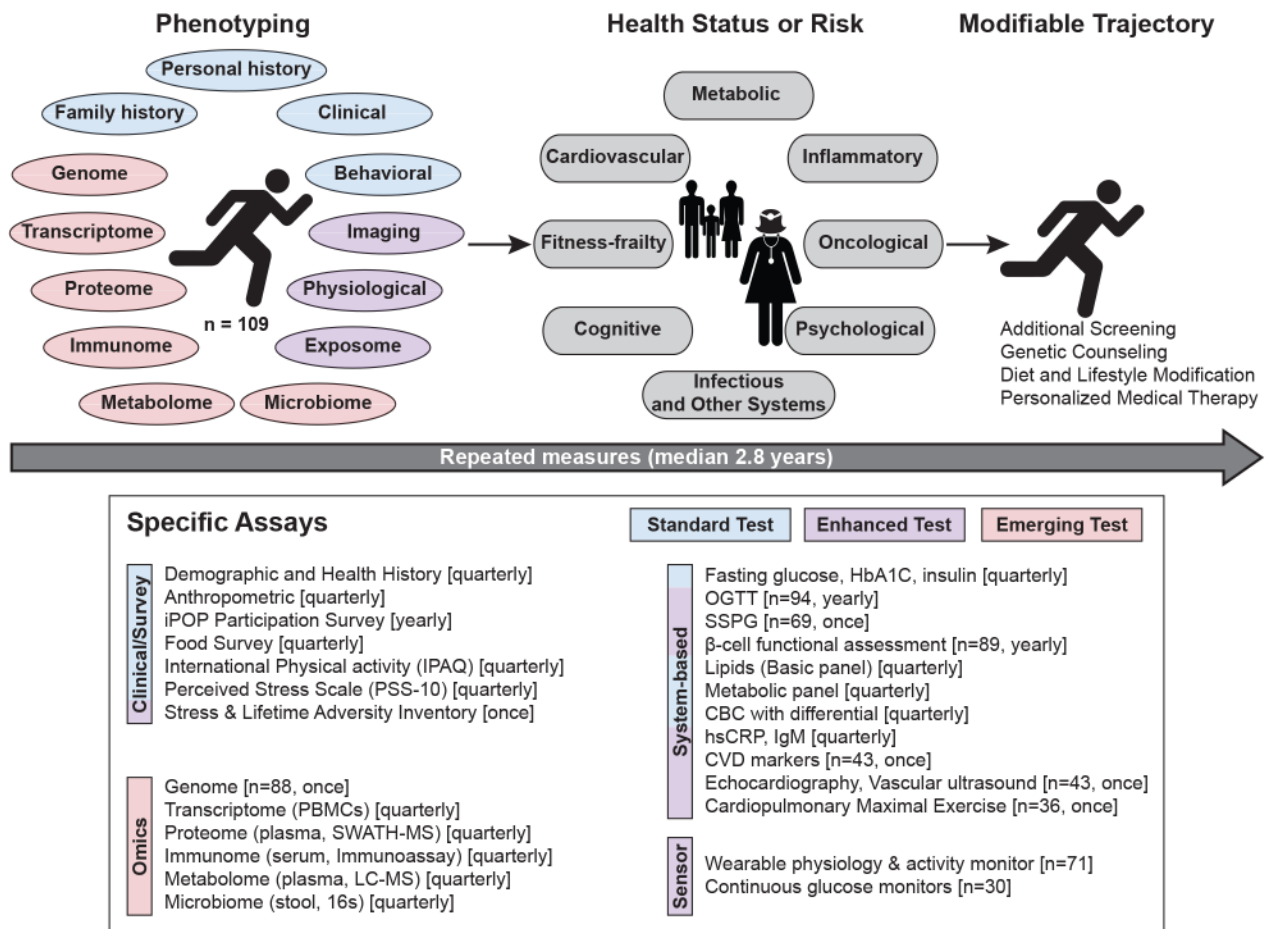 Phenotyping
Health Status or Risk
Modifiable Trajectory
Personal history
Family history
Clinical
Genome
Behavioral
Transcriptome
Imaging
Proteome
Physiological
n = 109
Immunome
Exposome
Metabolome
Microbiome
Metabolic
Cardiovascular
Inflammatory
Fitness-frailty
Oncological
Cognitive
Psychological
Infectious
and Other Systems
Additional Screening
Genetic Counseling
Diet and Lifestyle Modification
Personalized Medical Therapy
Repeated measures (median 2.8 years)
Specific Assays
Standard Test
Enhanced Test
Emerging Test
Clinical/Survey
Demographic and Health History [quarterly]
Anthropometric [quarterly]
iPOP Participation Survey [yearly]
Food Survey [quarterly]
International Physical activity (IPAQ) [quarterly]
Perceived Stress Scale (PSS-10) [quarterly]
Stress & Lifetime Adversity Inventory [once]
Omics
Genome [n=88, once]
Transcriptome (PBMCs) [quarterly]
Proteome (plasma, SWATH-MS) [quarterly]
Immunome (serum, Immunoassay) [quarterly]
Metabolome (plasma, LC-MS) [quarterly]
Microbiome (stool, 16s) [quarterly]
System-based
Fasting glucose, HbA1C, insulin [quarterly]
OGTT [n=94, yearly]
SSPG [n=69, once]
β-cell functional assessment [n=89, yearly]
Lipids (Basic panel) [quarterly]
Metabolic panel [quarterly]
CBC with differential [quarterly]
hsCRP, IgM [quarterly]
CVD markers [n=43, once]
Echocardiography, Vascular ultrasound [n=43, once]
Cardiopulmonary Maximal Exercise [n=36, once]
Sensor
Wearable physiology & activity monitor [n=71]
Continuous glucose monitors [n=30]